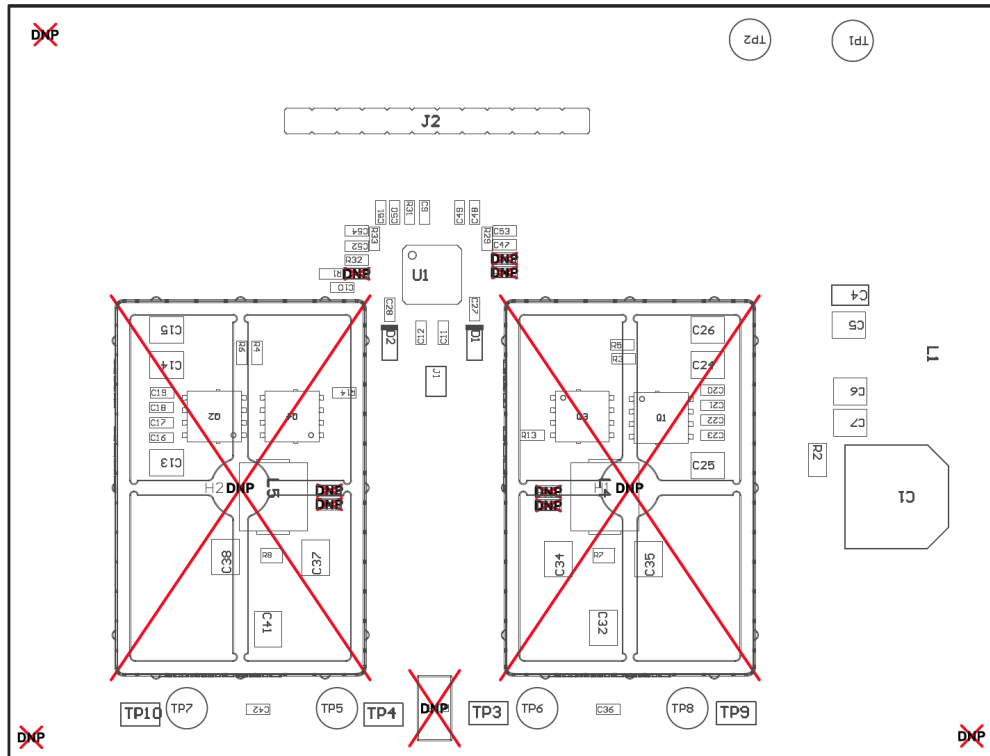 DNP
TP2
TP1
J2
C51
C50
R31
C9
C49
C48
C54
R33
R29
C53
C52
C47
R32
DNP
R1
DNP
DNP
C10
U1
C4
C28
C27
C5
C15
C26
D2
C12
C11
D1
R6
R4
R5
R3
L1
C14
C24
J1
C19
R14
C20
C6
C18
C21
Q2
Q4
Q3
Q1
C17
C22
C7
C16
R13
C23
C13
C25
R2
H2
DNP
L5
DNP
DNP
DNP
DNP
L4
DNP
C1
C38
R8
C37
C34
R7
C35
C41
C32
TP10
TP7
C42
TP5
TP4
DNP
TP3
TP6
C36
TP8
TP9
DNP
DNP